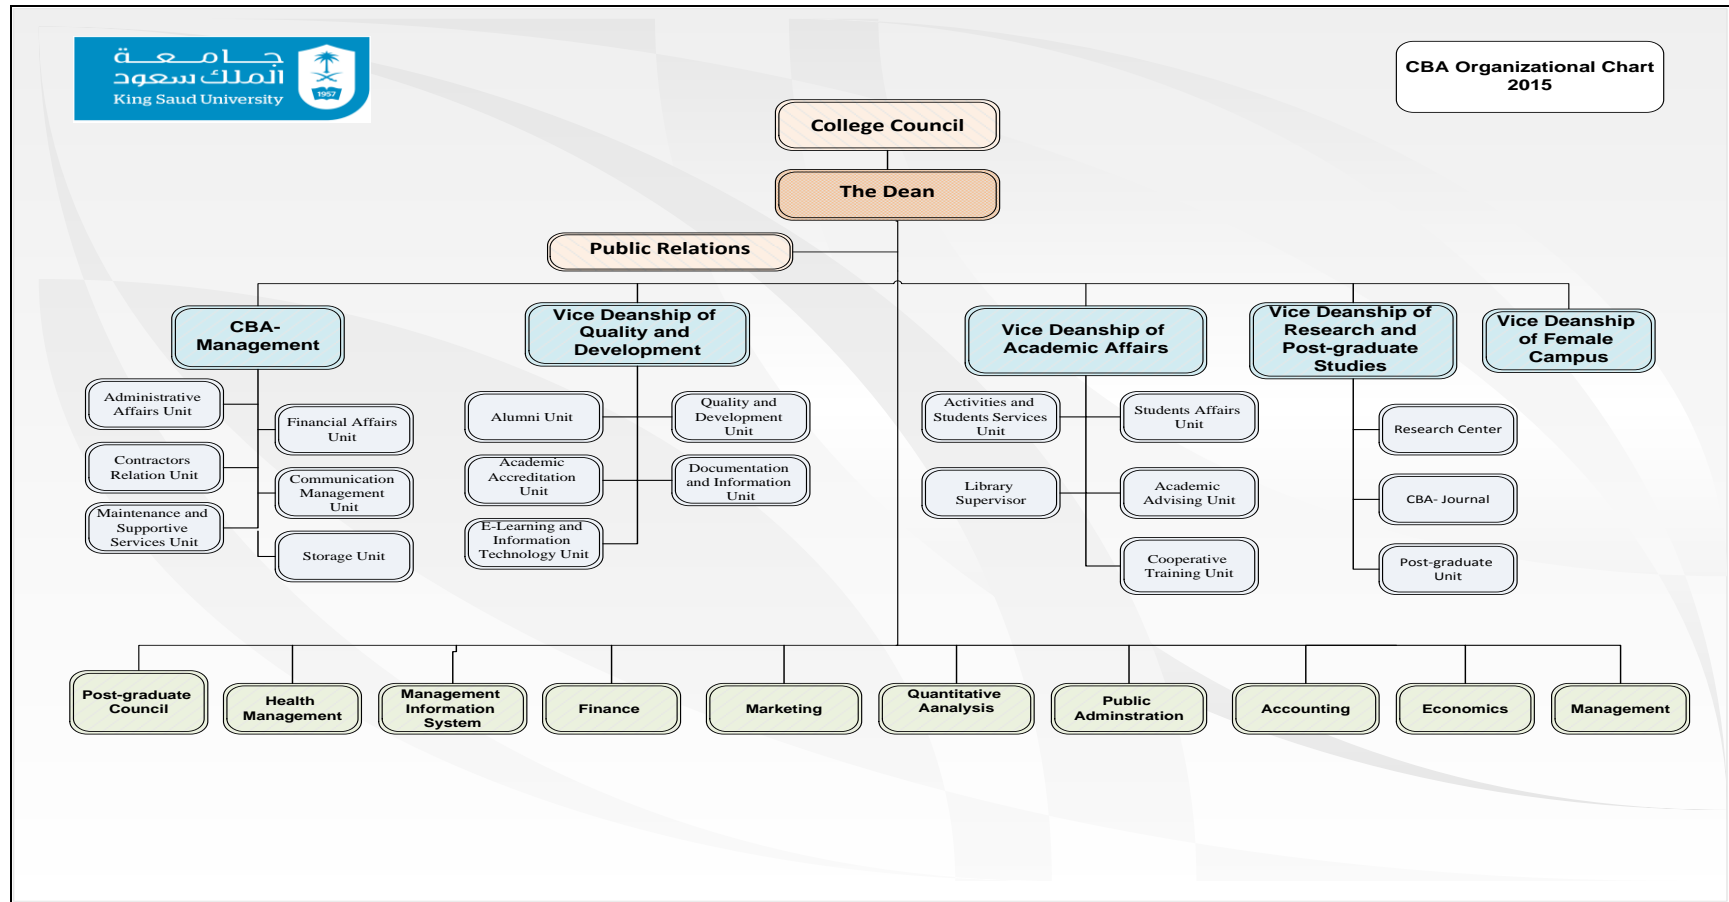 جامعة
الملك سعود
King Saud University
1957
CBA Organizational Chart
2015
College Council
The Dean
Public Relations
CBA-
Management
Vice Deanship of
Quality and
Development
Vice Deanship of
Academic Affairs
Vice Deanship of
Research and
Post-graduate
Studies
Vice Deanship
of Female
Campus
Administrative
Affairs Unit
Financial Affairs
Unit
Contractors
Relation Unit
Communication
Management
Unit
Maintenance and
Supportive
Services Unit
Storage Unit
Alumni Unit
Quality and
Development
Unit
Academic
Accreditation
Unit
Documentation
and Information
Unit
E-Learning and
Information
Technology Unit
Activities and
Students Services
Unit
Students Affairs
Unit
Library
Supervisor
Academic
Advising Unit
Cooperative
Training Unit
Research Center
CBA- Journal
Post-graduate
Unit
Post-graduate
Council
Health
Management
Management
Information
System
Finance
Marketing
Quantitative
Aanalysis
Public
Adminstration
Accounting
Economics
Management